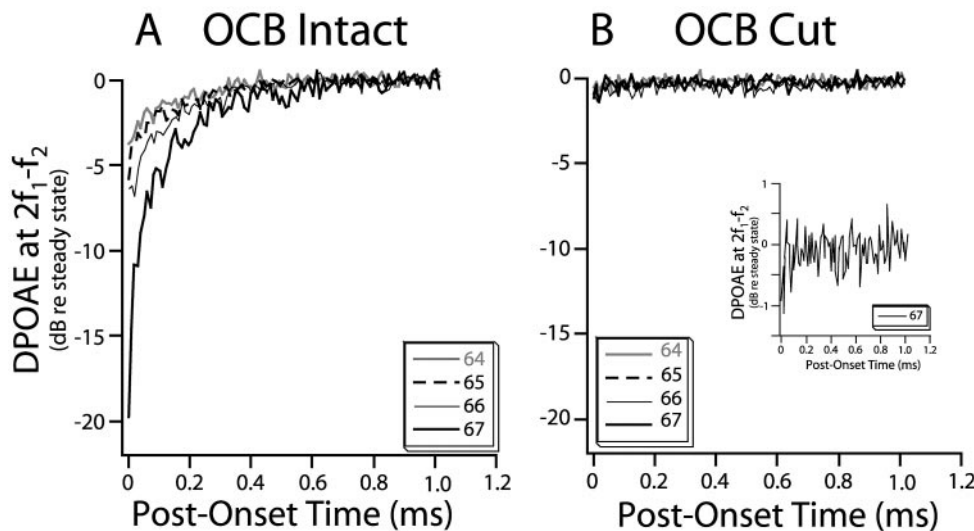 A OCB Intact
B OCB Cut
DPOAE at 2f₁-f₂
(dB re steady state)
0
-5
-10
-15
-20
64
65
66
67
0 0.2 0.4 0.6 0.8 1.0 1.2
Post-Onset Time (ms)
0
-5
-10
-15
-20
64
65
66
67
0 0.2 0.4 0.6 0.8 1.0 1.2
Post-Onset Time (ms)
DPOAE at 2f₁-f₂
(dB re steady state)
1
0
-1
67
0 0.2 0.4 0.6 0.8 1.0 1.2
Post-Onset Time (ms)